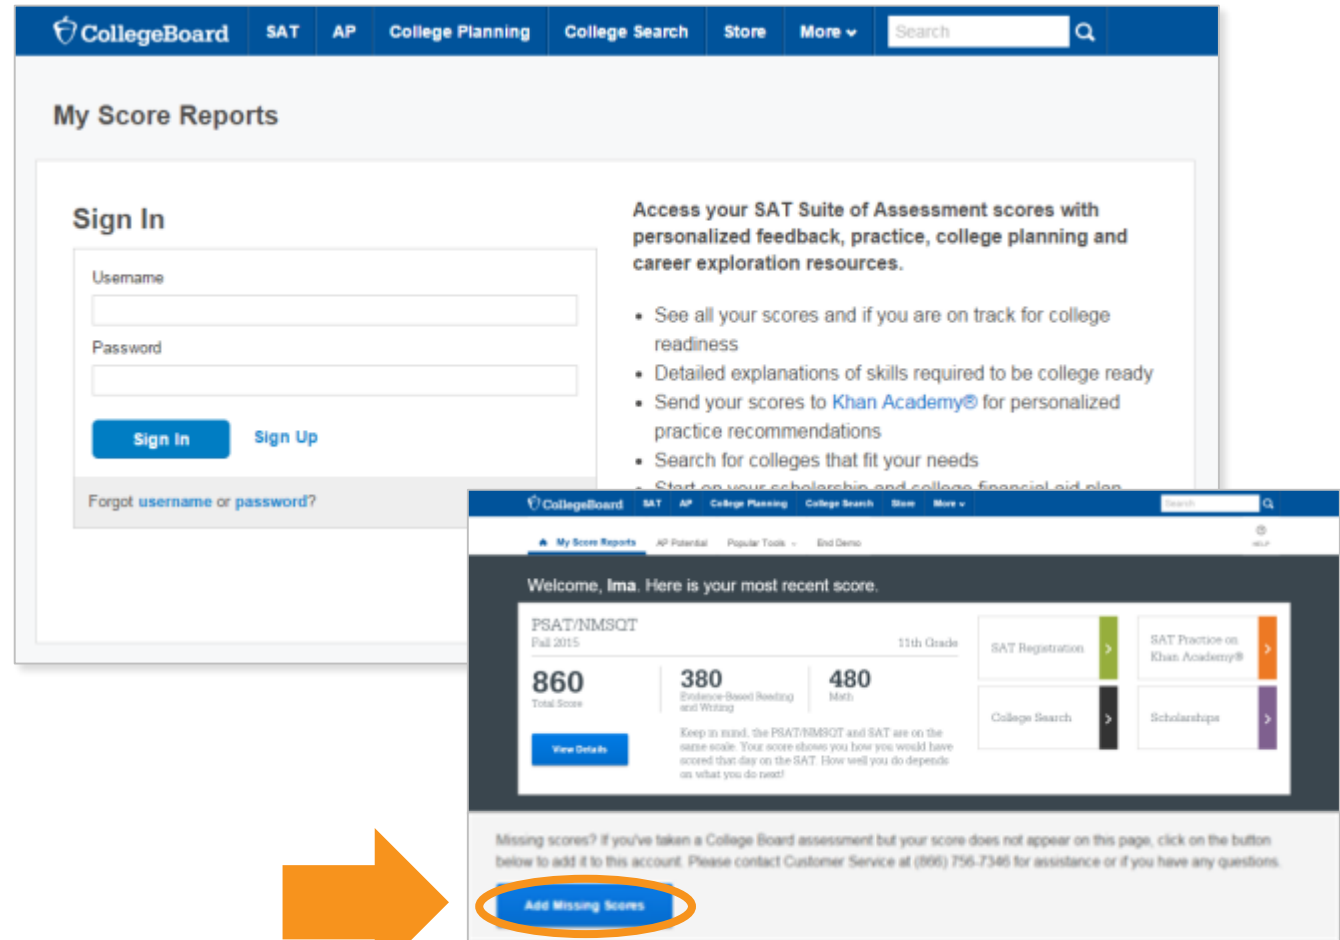 CollegeBoard SAT AP College Planning College Search Store More Search
My Score Reports
Sign In
Username
Password
Sign In Sign Up
Forgot username or password?
Access your SAT Suite of Assessment scores with
personalized feedback, practice, college planning and
career exploration resources.
• See all your scores and if you are on track for college
readiness
• Detailed explanations of skills required to be college ready
• Send your scores to Khan Academy® for personalized
practice recommendations
• Search for colleges that fit your needs
• Start on your scholarship and college financial aid plan
CollegeBoard SAT AP College Planning College Search Store More Search
My Score Reports AP Potential Popular Tools End Demo HELP
Welcome, Ima. Here is your most recent score.
PSAT/NMSQT
Fall 2015 11th Grade
860
Total Score
380
Evidence-Based Reading
and Writing
480
Math
View Details
Keep in mind, the PSAT/NMSQT and SAT are on the
same scale. Your score shows you how you would have
scored that day on the SAT. How well you do depends
on what you do next!
SAT Registration
SAT Practice on
Khan Academy®
College Search
Scholarships
Missing scores? If you've taken a College Board assessment but your score does not appear on this page, click on the button
below to add it to this account. Please contact Customer Service at (866) 756-7346 for assistance or if you have any questions.
Add Missing Scores